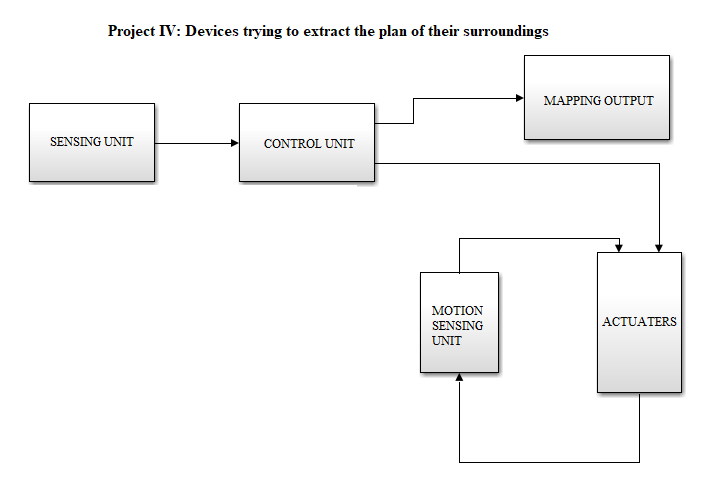 Project IV: Devices trying to extract the plan of their surroundings
MAPPING OUTPUT
SENSING UNIT
CONTROL UNIT
MOTION
SENSING
UNIT
ACTUATERS